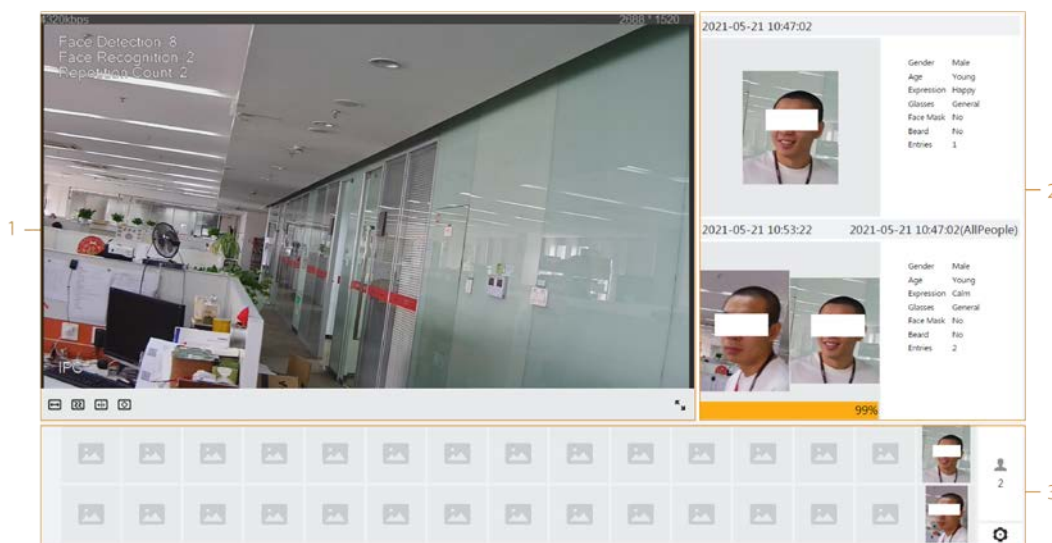 4320kbps
2688 * 1520
Face Detection 8
Face Recognition 2
Repetition Count 2
IPC
1
2021-05-21 10:47:02
Gender Male
Age Young
Expression Happy
Glasses General
Face Mask No
Beard No
Entries 1
2
2021-05-21 10:53:22 2021-05-21 10:47:02(AllPeople)
Gender Male
Age Young
Expression Calm
Glasses General
Face Mask No
Beard No
Entries 2
99%
2
3